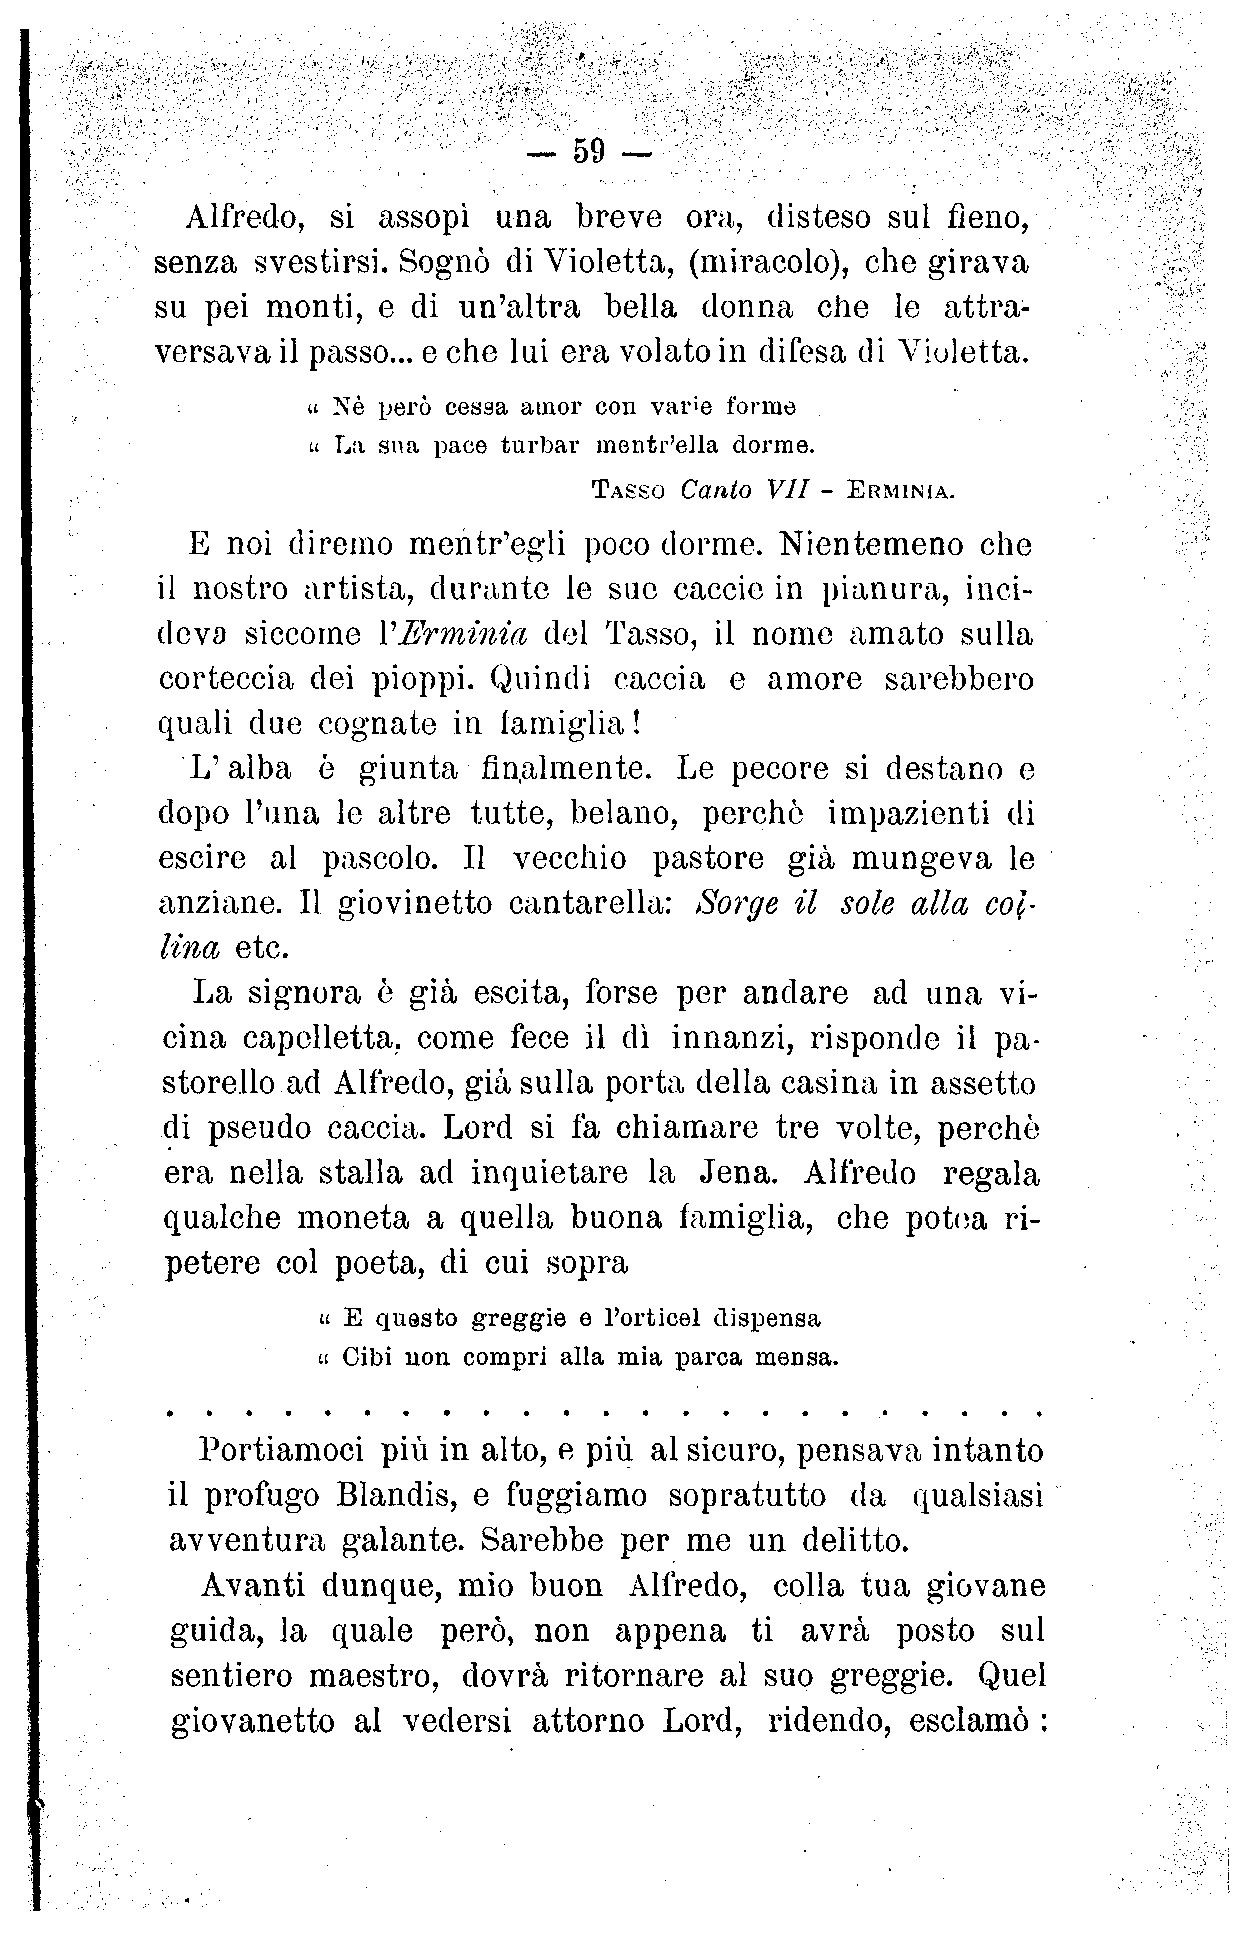 — 59 —
Alfredo, si assopì una breve ora, disteso sul fieno,
senza svestirsi. Sognò di Violetta, (miracolo), che girava
su pei monti, e di un'altra bella donna che le attra-
versava il passo... e che lui era volato in difesa di Violetta.
“ Nè però cessa amor con varie forme
“ La sua pace turbar mentr'ella dorme.
TASSO Canto VII - ERMINIA.
E noi diremo mentr'egli poco dorme. Nientemeno che
il nostro artista, durante le sue caccie in pianura, inci-
deva siccome l'Erminia del Tasso, il nome amato sulla
corteccia dei pioppi. Quindi caccia e amore sarebbero
quali due cognate in famiglia!
L'alba è giunta finalmente. Le pecore si destano e
dopo l'una le altre tutte, belano, perchè impazienti di
escire al pascolo. Il vecchio pastore già mungeva le
anziane. Il giovinetto cantarella: Sorge il sole alla col-
lina etc.
La signora è già escita, forse per andare ad una vi-
cina capelletta, come fece il dì innanzi, risponde il pa-
storello ad Alfredo, già sulla porta della casina in assetto
di pseudo caccia. Lord si fa chiamare tre volte, perchè
era nella stalla ad inquietare la Jena. Alfredo regala
qualche moneta a quella buona famiglia, che potea ri-
petere col poeta, di cui sopra
“ E questo greggie e l'orticel dispensa
“ Cibi non compri alla mia parca mensa.
. . . . . . . . . . . . . . . . . . . . . . .
Portiamoci più in alto, e più al sicuro, pensava intanto
il profugo Blandis, e fuggiamo sopratutto da qualsiasi
avventura galante. Sarebbe per me un delitto.
Avanti dunque, mio buon Alfredo, colla tua giovane
guida, la quale però, non appena ti avrà posto sul
sentiero maestro, dovrà ritornare al suo greggie. Quel
giovanetto al vedersi attorno Lord, ridendo, esclamò :